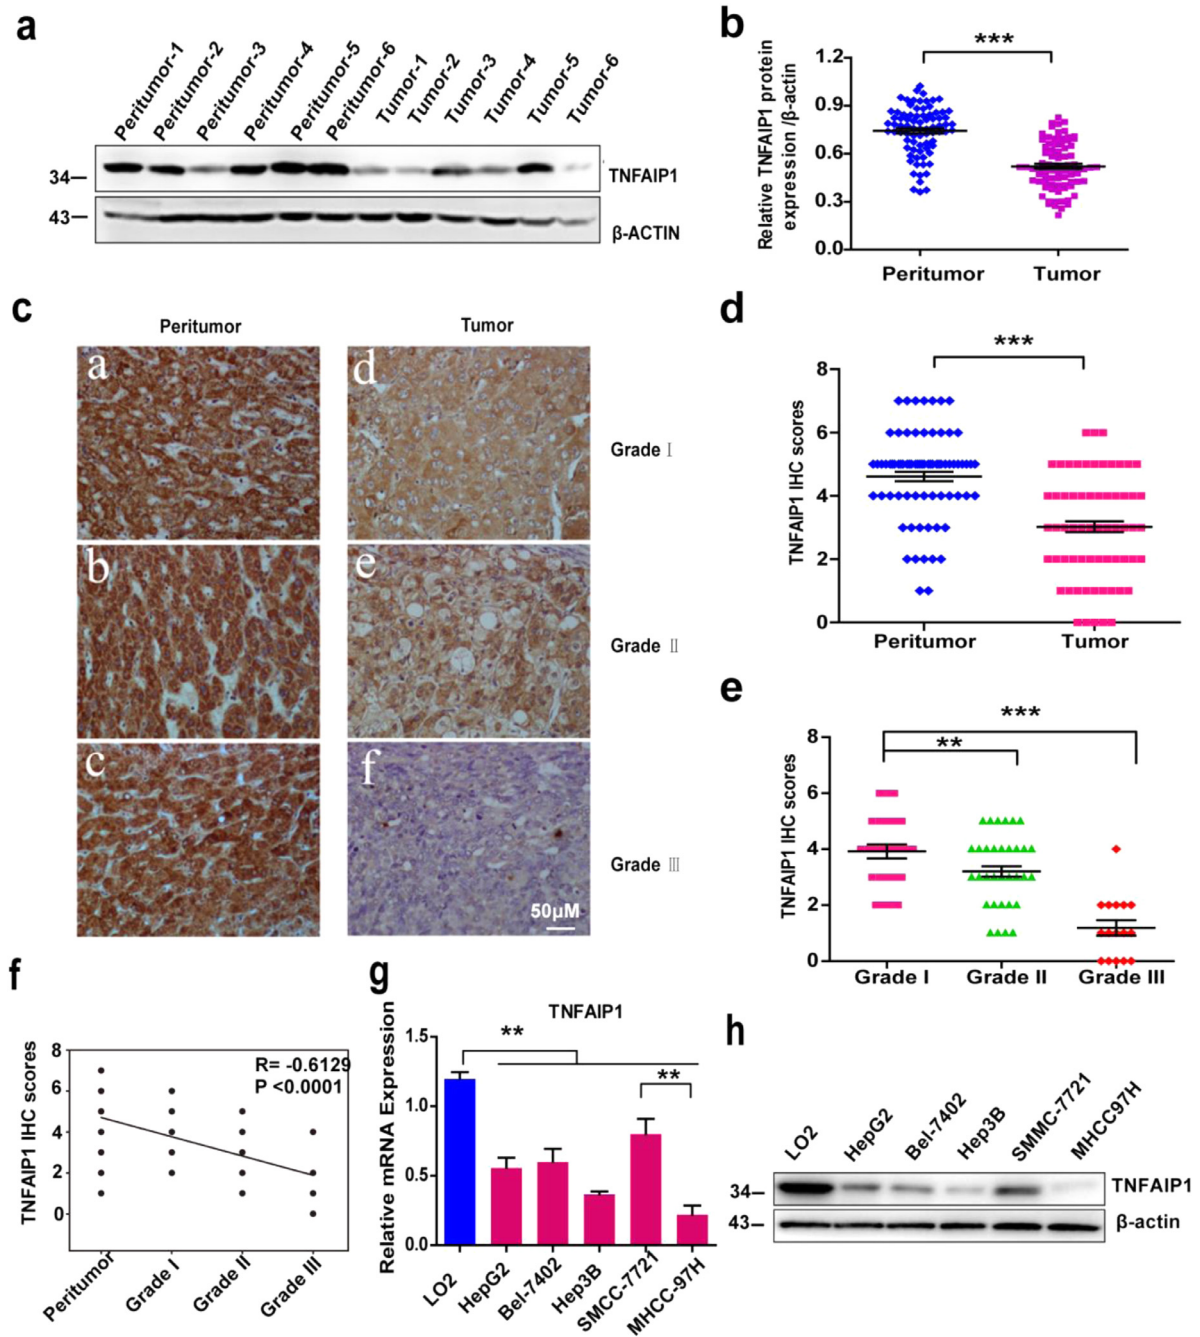 a
Peritumor-1
Peritumor-2
Peritumor-3
Peritumor-4
Peritumor-5
Peritumor-6
Tumor-1
Tumor-2
Tumor-3
Tumor-4
Tumor-5
Tumor-6
34
TNFAIP1
43
β-ACTIN
b
Relative TNFAIP1 protein
expression /β-actin
***
1.2
0.9
0.6
0.3
0.0
Peritumor Tumor
c
Peritumor Tumor
a d
Grade Ⅰ
b e
Grade Ⅱ
c f
Grade Ⅲ
50µM
d
TNFAIP1 IHC scores
***
8
6
4
2
0
Peritumor Tumor
e
TNFAIP1 IHC scores
***
**
8
6
4
2
0
Grade I Grade II Grade III
f
TNFAIP1 IHC scores
8
6
4
2
0
R= -0.6129
P <0.0001
Peritumor
Grade I
Grade II
Grade III
g
TNFAIP1
Relative mRNA Expression
**
**
1.5
1.0
0.5
0.0
LO2
HepG2
Bel-7402
Hep3B
SMCC-7721
MHCC-97H
h
LO2
HepG2
Bel-7402
Hep3B
SMMC-7721
MHCC97H
34
TNFAIP1
43
β-actin